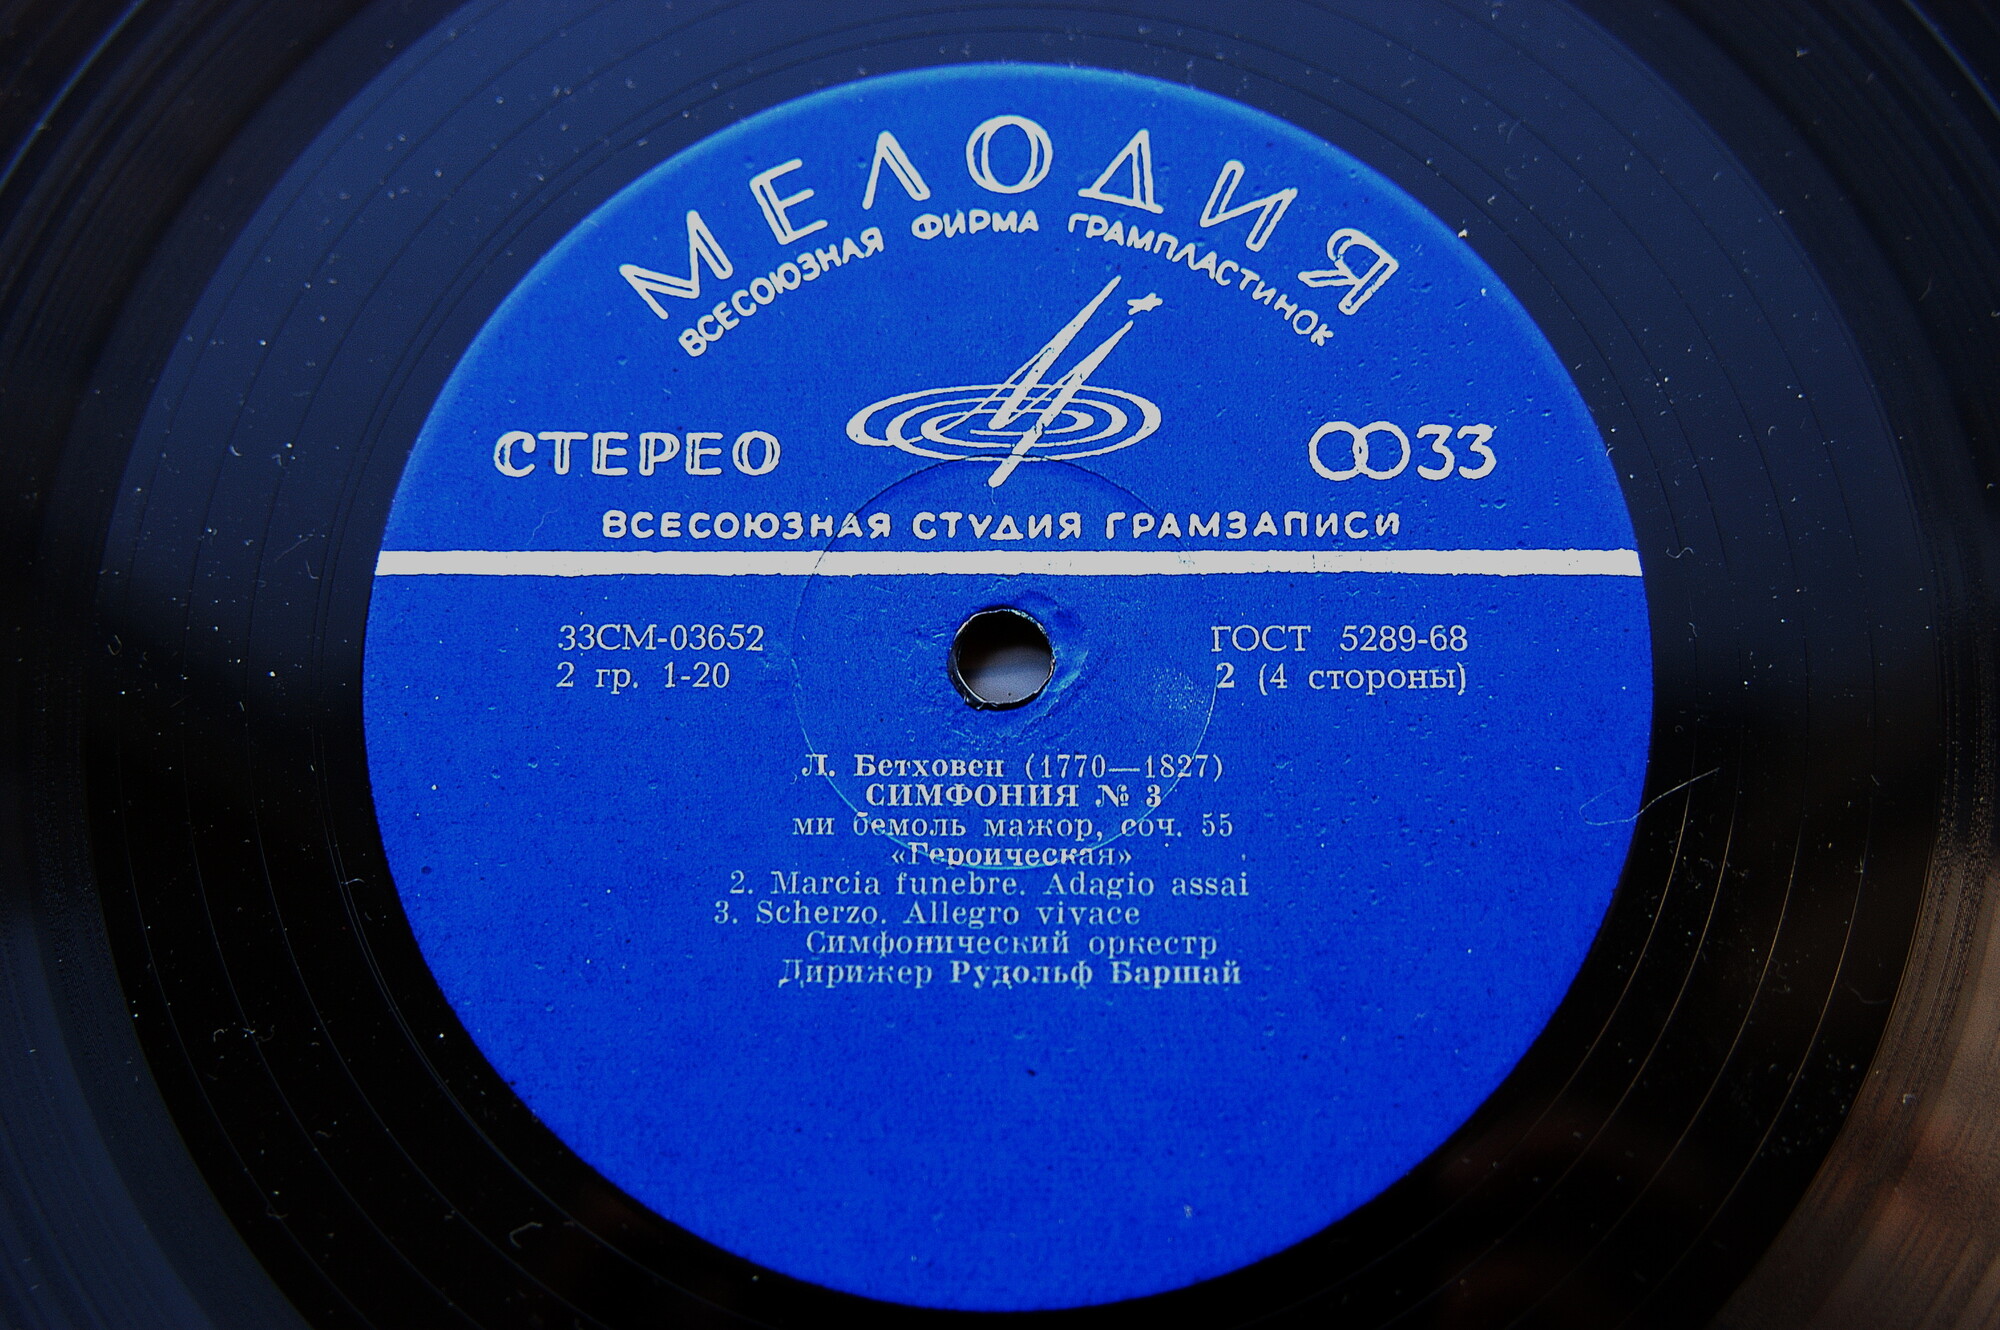 МЕЛОДИЯ
ВСЕСОЮЗНАЯ ФИРМА ГРАМПЛАСТИНОК
СТЕРЕО
33
ВСЕСОЮЗНАЯ СТУДИЯ ГРАМЗАПИСИ
33СМ-03652
ГОСТ 5289-68
2 гр. 1-20
2 (4 стороны)
Л. Бетховен (1770—1827)
СИМФОНИЯ № 3
ми бемоль мажор, соч. 55
«Героическая»
2. Marcia funebre. Adagio assai
3. Scherzo. Allegro vivace
Симфонический оркестр
Дирижер Рудольф Баршай